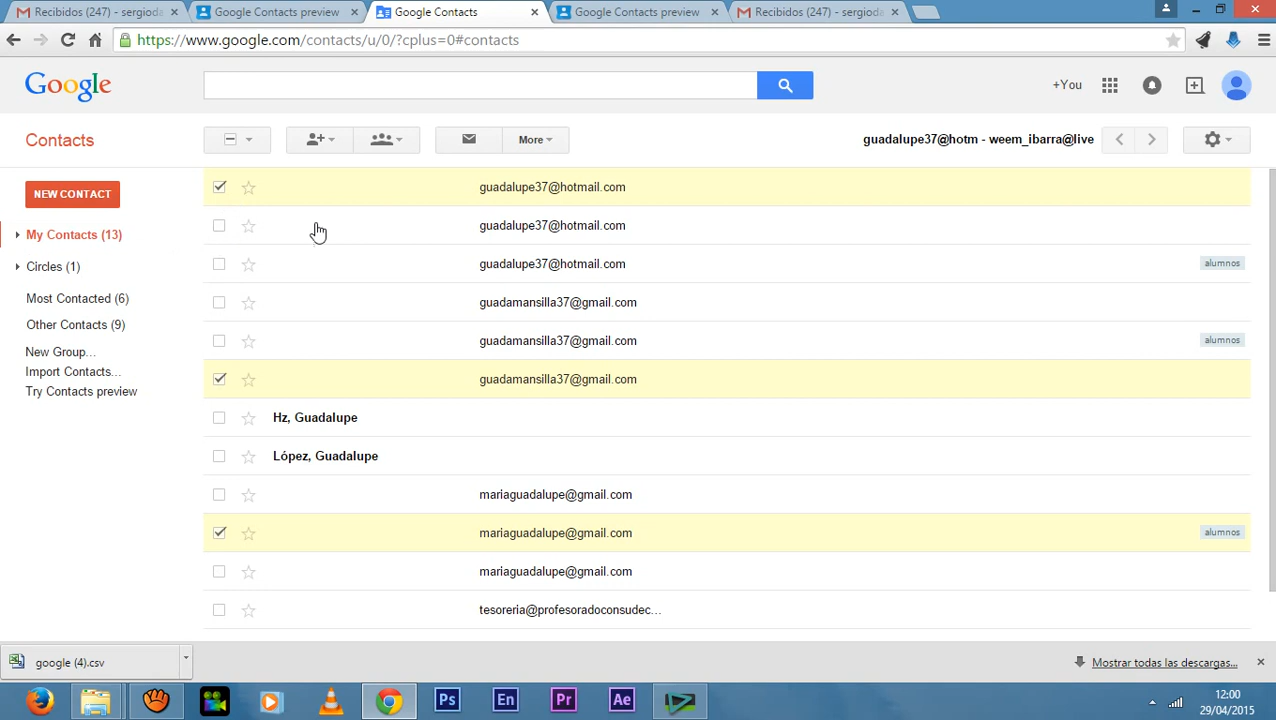 Recibidos (247) - sergioda ×
Google Contacts preview ×
Google Contacts ×
Google Contacts preview ×
Recibidos (247) - sergioda ×
https://www.google.com/contacts/u/0/?cplus=0#contacts
Google
+You
Contacts
More
guadalupe37@hotm - weem_ibarra@live
NEW CONTACT
My Contacts (13)
Circles (1)
Most Contacted (6)
Other Contacts (9)
New Group...
Import Contacts...
Try Contacts preview
guadalupe37@hotmail.com
guadalupe37@hotmail.com
guadalupe37@hotmail.com alumnos
guadamansilla37@gmail.com
guadamansilla37@gmail.com alumnos
guadamansilla37@gmail.com
Hz, Guadalupe
López, Guadalupe
mariaguadalupe@gmail.com
mariaguadalupe@gmail.com alumnos
mariaguadalupe@gmail.com
tesoreria@profesoradoconsudec...
google (4).csv
Mostrar todas las descargas...
Ps
En
Pr
Ae
12:00
29/04/2015